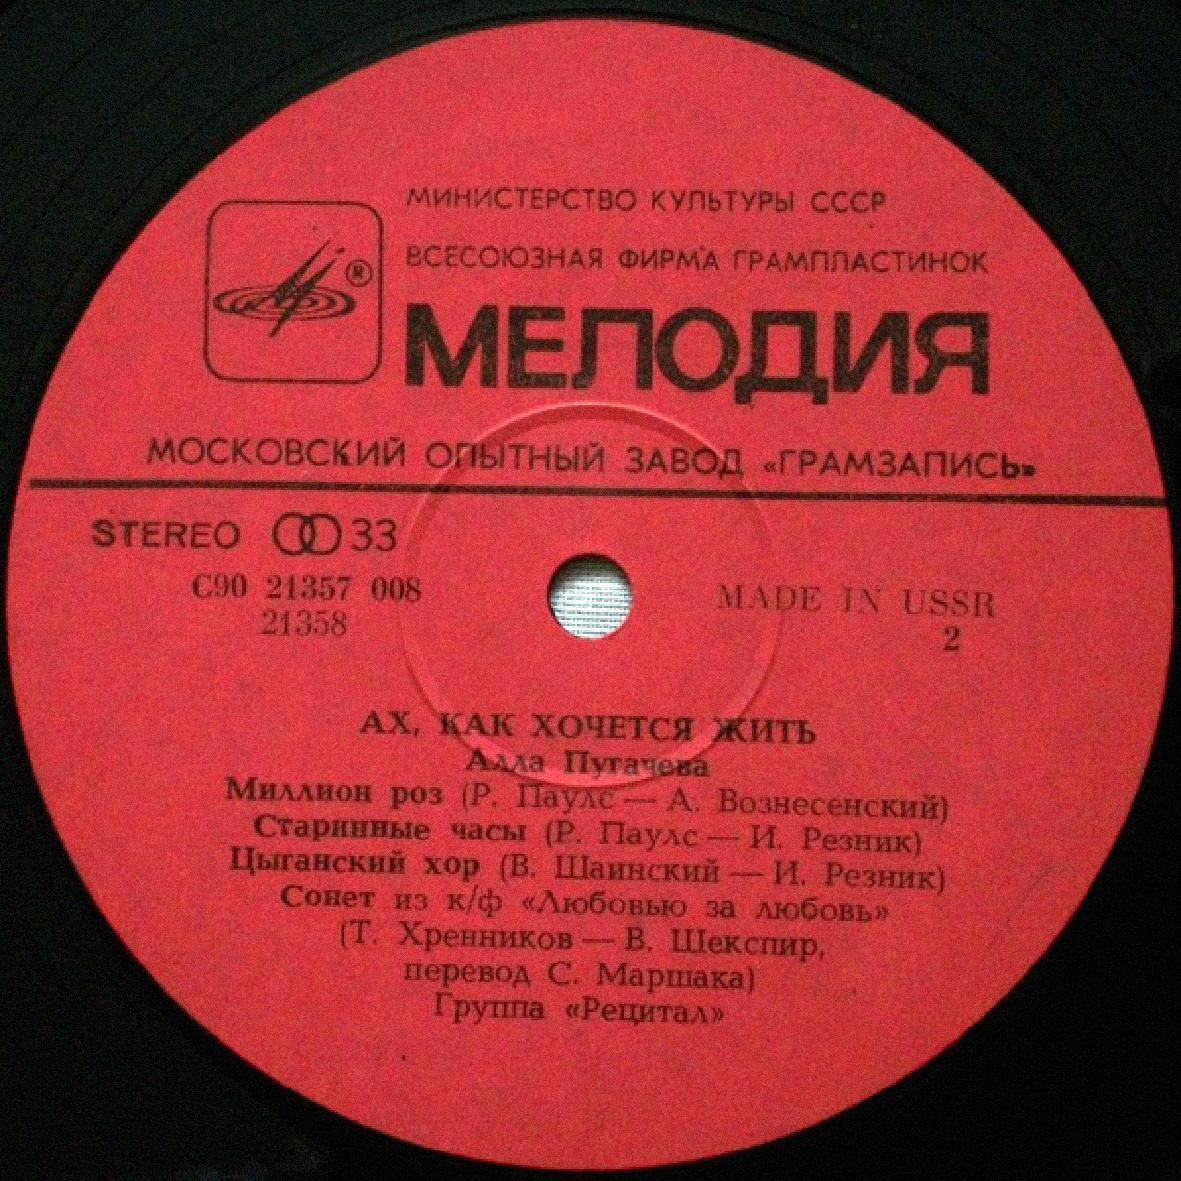 МИНИСТЕРСТВО КУЛЬТУРЫ СССР
ВСЕСОЮЗНАЯ ФИРМА ГРАМПЛАСТИНОК
®
МЕЛОДИЯ
МОСКОВСКИЙ ОПЫТНЫЙ ЗАВОД «ГРАМЗАПИСЬ»
STEREO 33
С90 21357 008
21358
MADE IN USSR
2
АХ, КАК ХОЧЕТСЯ ЖИТЬ
Алла Пугачева
Миллион роз (Р. Паулс — А. Вознесенский)
Старинные часы (Р. Паулс — И. Резник)
Цыганский хор (В. Шаинский — И. Резник)
Сонет из к/ф «Любовью за любовь»
(Т. Хренников — В. Шекспир,
перевод С. Маршака)
Группа «Рецитал»